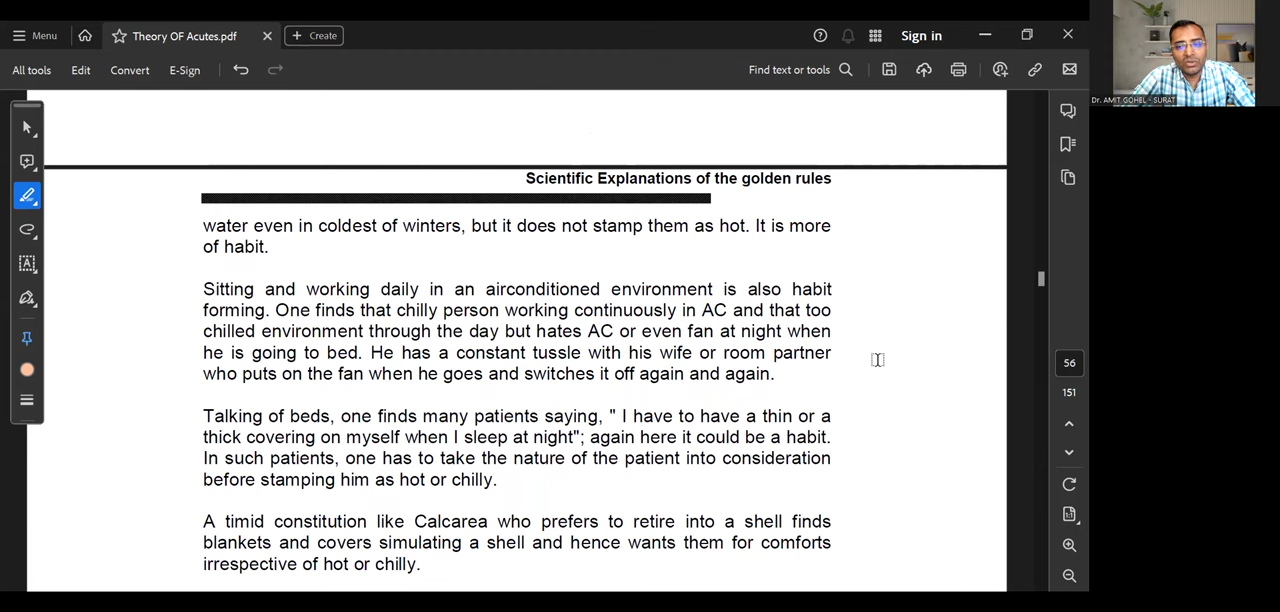 Menu
Theory OF Acutes.pdf
Create
Sign in
All tools
Edit
Convert
E-Sign
Find text or tools
Dr. AMIT GOHEL - SURAT
Scientific Explanations of the golden rules
water even in coldest of winters, but it does not stamp them as hot. It is more
of habit.
Sitting and working daily in an airconditioned environment is also habit
forming. One finds that chilly person working continuously in AC and that too
chilled environment through the day but hates AC or even fan at night when
he is going to bed. He has a constant tussle with his wife or room partner
who puts on the fan when he goes and switches it off again and again.
Talking of beds, one finds many patients saying, " I have to have a thin or a
thick covering on myself when I sleep at night"; again here it could be a habit.
In such patients, one has to take the nature of the patient into consideration
before stamping him as hot or chilly.
A timid constitution like Calcarea who prefers to retire into a shell finds
blankets and covers simulating a shell and hence wants them for comforts
irrespective of hot or chilly.
56
151
1:1